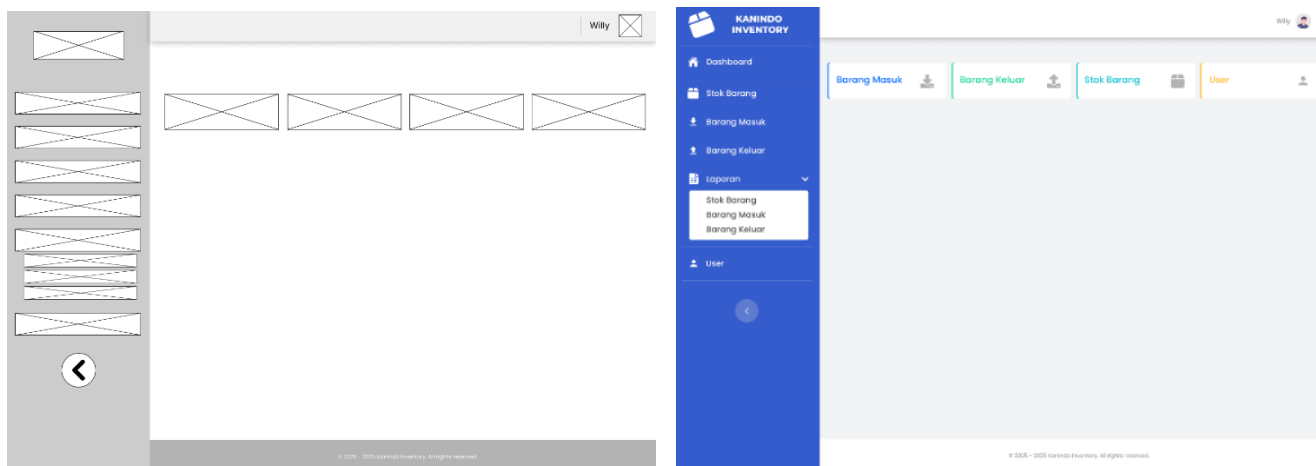 Willy
© 2025 - 2025 Kanindo Inventory. All rights reserved.
KANINDO
INVENTORY
Dashboard
Stok Barang
Barang Masuk
Barang Keluar
Laporan
Stok Barang
Barang Masuk
Barang Keluar
User
Willy
Barang Masuk
Barang Keluar
Stok Barang
User
© 2025 - 2025 Kanindo Inventory. All rights reserved.